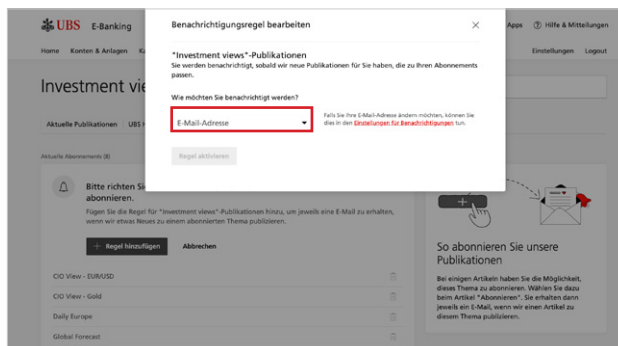 UBS E-Banking
Apps
Hilfe & Mitteilungen
Home Konten & Anlagen
Einstellungen Logout
Benachrichtigungsregel bearbeiten
"Investment views"-Publikationen
Sie werden benachrichtigt, sobald wir neue Publikationen für Sie haben, die zu Ihren Abonnements
passen.
Wie möchten Sie benachrichtigt werden?
E-Mail-Adresse
Falls Sie Ihre E-Mail-Adresse ändern möchten, können Sie
dies in den Einstellungen für Benachrichtigungen tun.
Regel aktivieren
Investment vie
Aktuelle Publikationen
Aktuelle Abonnements (8)
Bitte richten Si
abonnieren.
Fügen Sie die Regel für "Investment views"-Publikationen hinzu, um jeweils eine E-Mail zu erhalten,
wenn wir etwas Neues zu einem abonnierten Thema publizieren.
+ Regel hinzufügen Abbrechen
CIO View - EUR/USD
CIO View - Gold
Daily Europe
Global Forecast
So abonnieren Sie unsere
Publikationen
Bei einigen Artikeln haben Sie die Möglichkeit,
dieses Thema zu abonnieren. Wählen Sie dazu
beim Artikel "Abonnieren". Sie erhalten dann
jeweils ein E-Mail, wenn wir einen Artikel zu
diesem Thema publizieren.